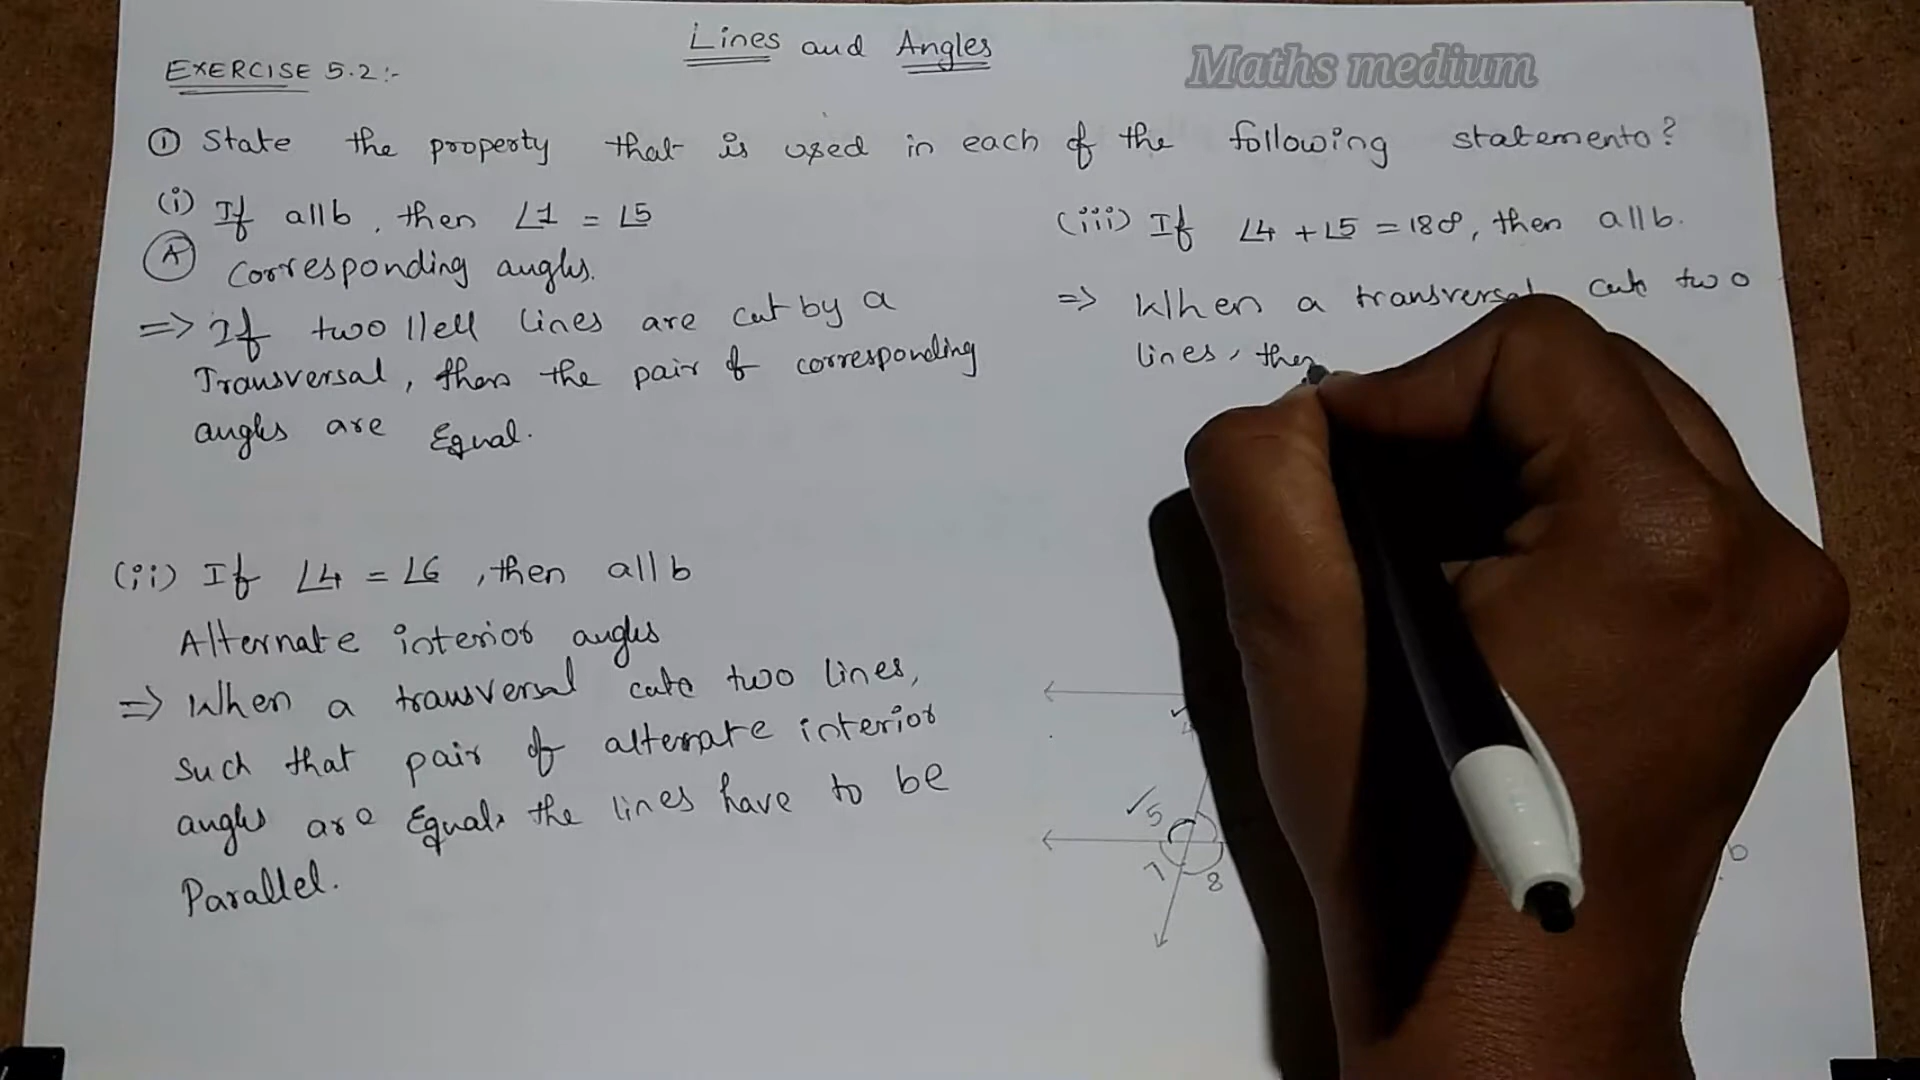 Lines and Angles
Maths medium
EXERCISE 5.2:-
① State the property that is used in each of the following statements?
(i) If a||b, then ∠1 = ∠5
(A) Corresponding angles.
=> If two ||ell lines are cut by a
Transversal, then the pair of corresponding
angles are Equal.
(ii) If ∠4 = ∠6, then a||b
Alternate interior angles
=> When a transversal cuts two lines,
such that pair of alternate interior
angles are Equal, the lines have to be
Parallel.
(iii) If ∠4 + ∠5 = 180°, then a||b.
=> When a transversal cuts two
lines, then
5
7
8
b